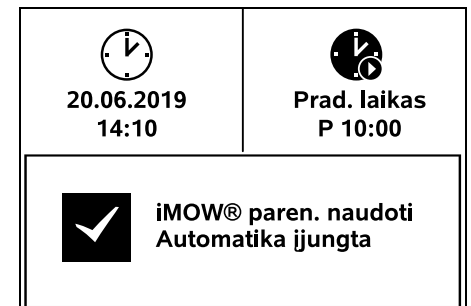 20.06.2019
14:10
Prad. laikas
P 10:00
iMOW® paren. naudoti
Automatika įjungta